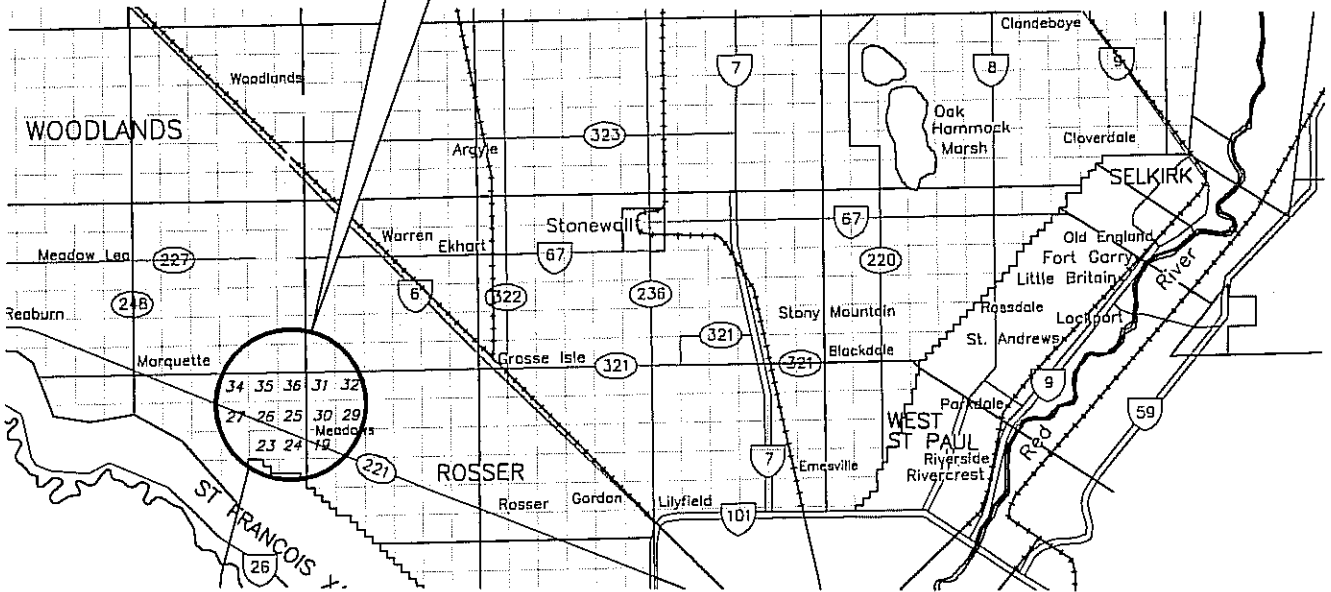 Clandeboye
7
8
9
Woodlands
WOODLANDS
323
Argyle
Oak
Hammock
Marsh
Cloverdale
SELKIRK
Stonewall
67
Warren
Ekhart
67
Meadow Lea
227
220
Old England
Fort Garry
Little Britain
River
248
6
322
236
Reaburn
Stony Mountain
Rossdale
Lockport
321
St. Andrews
Marquette
Grosse Isle
321
321
Blackdale
34 35 36 31 32
9
59
27 26 25 30 29
Meadows
23 24 19
Parkdale
WEST
ST PAUL
Red
Riverside
Rivercrest
221
ROSSER
7
Emesville
ST FRANCOIS X.
Rosser
Gordon
Lilyfield
101
26